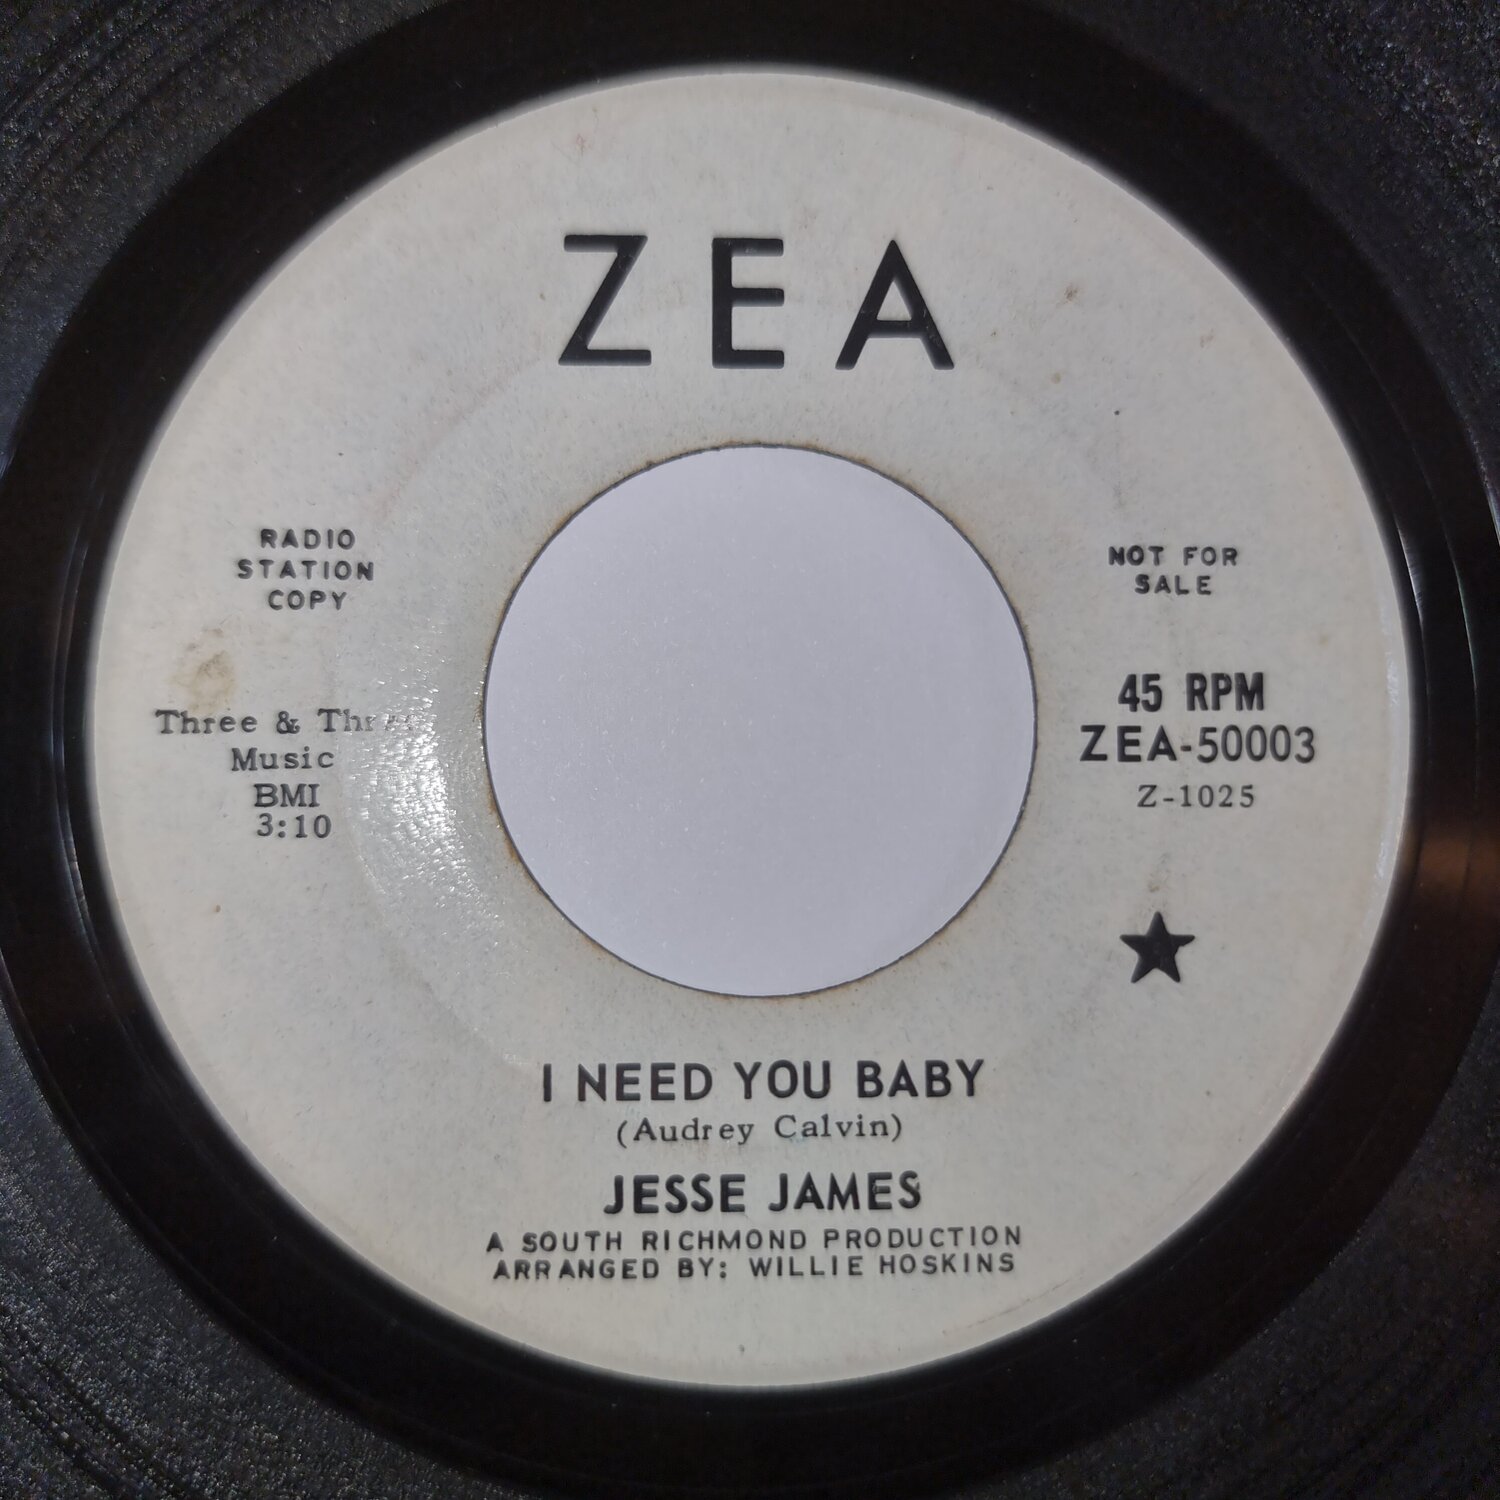 ZEA
RADIO
STATION
COPY
NOT FOR
SALE
Three & Three
Music
BMI
3:10
45 RPM
ZEA-50003
Z-1025
I NEED YOU BABY
(Audrey Calvin)
JESSE JAMES
A SOUTH RICHMOND PRODUCTION
ARRANGED BY: WILLIE HOSKINS